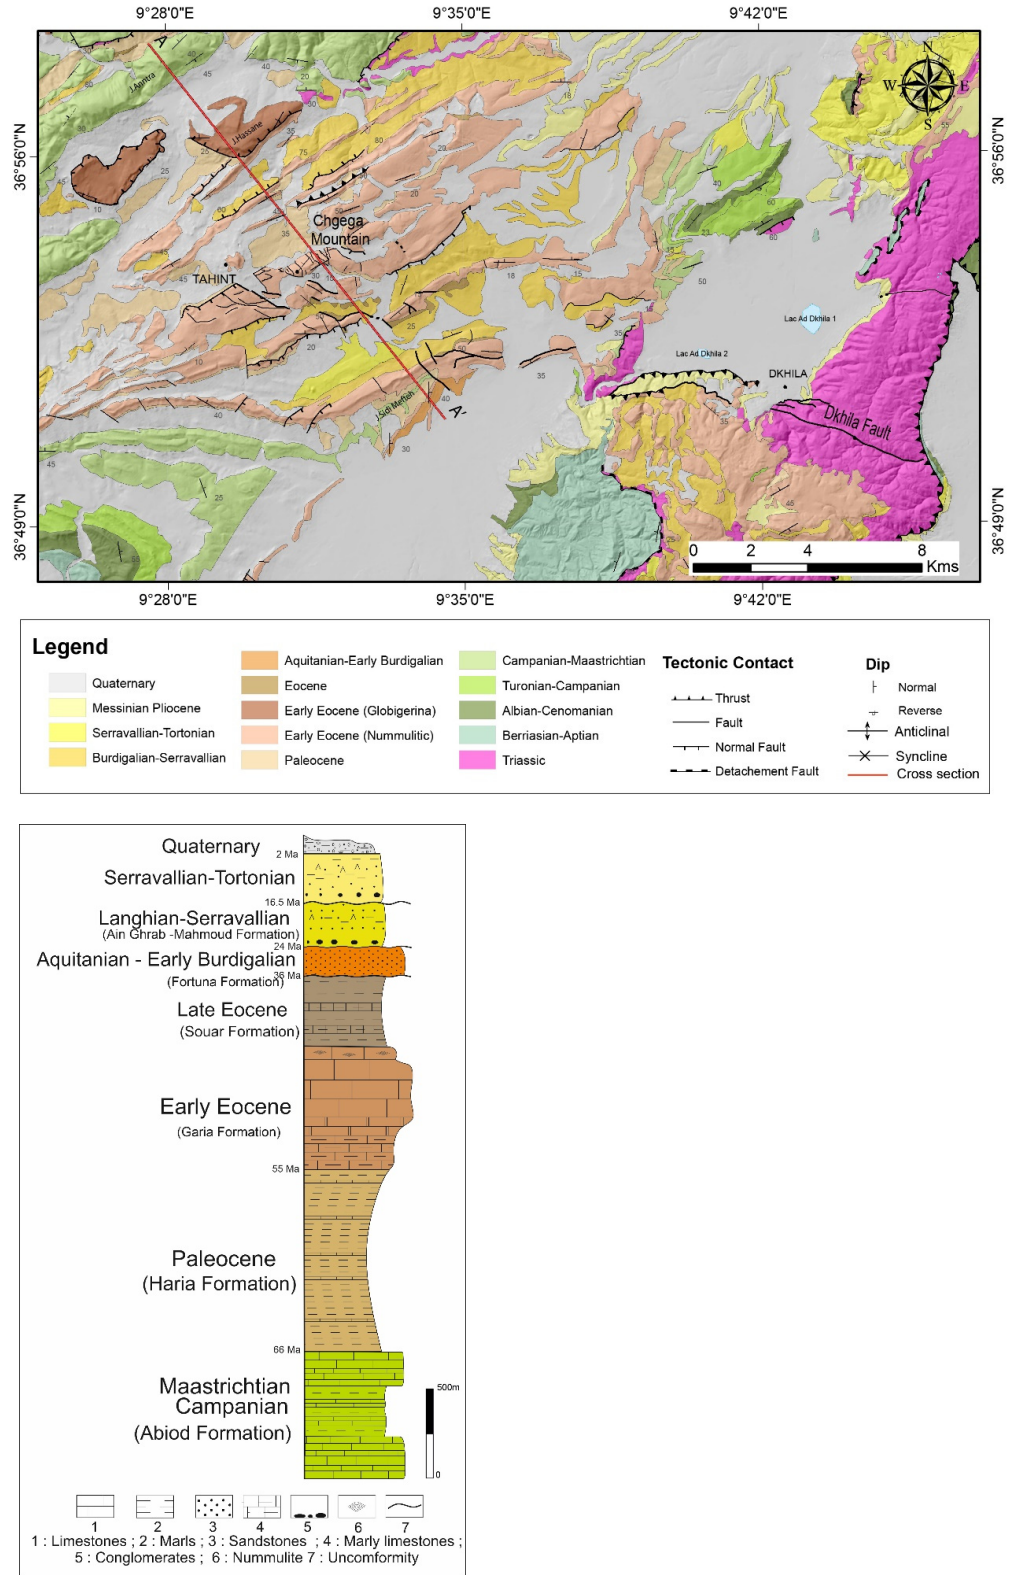 9°28'0"E 9°35'0"E 9°42'0"E
36°56'0"N 36°56'0"N
36°49'0"N 36°49'0"N
A
J.Anntra
J.Hassane
N
W E
S
Chgega
Mountain
TAHINT
Lac Ad Dkhila 1
Lac Ad Dkhila 2
DKHILA
Dkhila Fault
J.Sidi Meftah
A'
0 2 4 8
Kms
9°28'0"E 9°35'0"E 9°42'0"E
Legend
Quaternary
Messinian Pliocene
Serravallian-Tortonian
Burdigalian-Serravallian
Aquitanian-Early Burdigalian
Eocene
Early Eocene (Globigerina)
Early Eocene (Nummulitic)
Paleocene
Campanian-Maastrichtian
Turonian-Campanian
Albian-Cenomanian
Berriasian-Aptian
Triassic
Tectonic Contact
Thrust
Fault
Normal Fault
Detachement Fault
Dip
Normal
Reverse
Anticlinal
Syncline
Cross section
Quaternary
2 Ma
Serravallian-Tortonian
16.5 Ma
Langhian-Serravallian
(Ain Ghrab -Mahmoud Formation)
24 Ma
Aquitanian - Early Burdigalian
36 Ma
(Fortuna Formation)
Late Eocene
(Souar Formation)
Early Eocene
(Garia Formation)
55 Ma
Paleocene
(Haria Formation)
66 Ma
Maastrichtian
Campanian
(Abiod Formation)
500m
0
1 2 3 4 5 6 7
1 : Limestones ; 2 : Marls ; 3 : Sandstones ; 4 : Marly limestones ;
5 : Conglomerates ; 6 : Nummulite 7 : Uncomformity